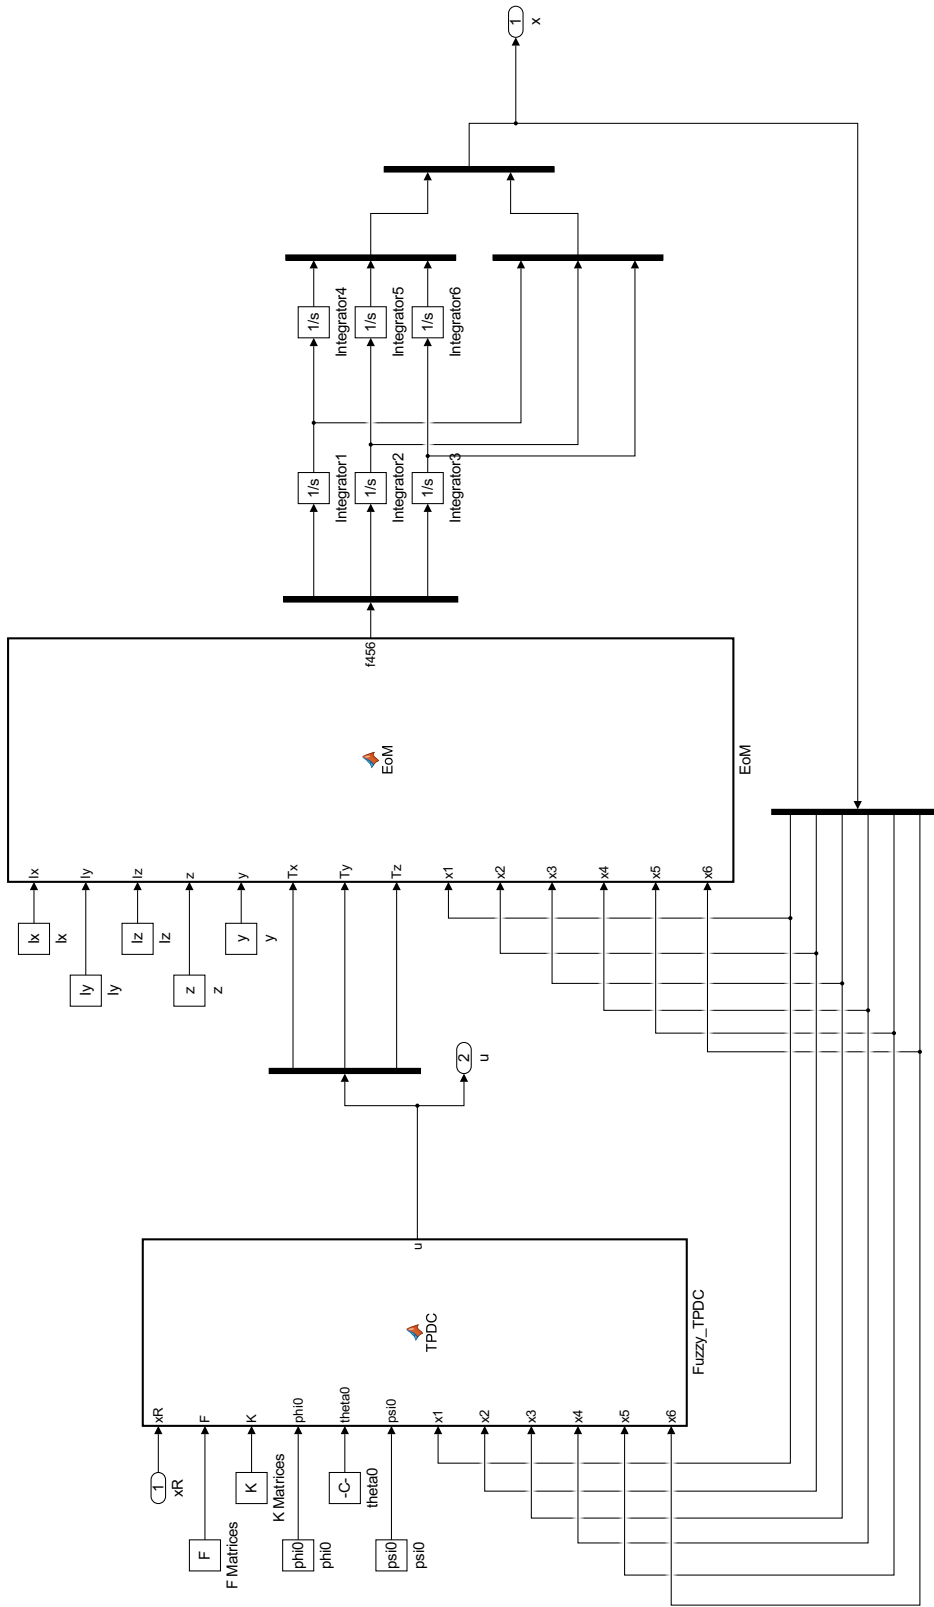 1
xR
F
F Matrices
K
K Matrices
phi0
phi0
-C-
theta0
psi0
psi0
xR
F
K
phi0
theta0
psi0
x1
x2
x3
x4
x5
x6
TPDC
u
Fuzzy_TPDC
2
u
Ix
Ix
Iy
Iy
Iz
Iz
z
z
y
y
Ix
Iy
Iz
z
y
Tx
Ty
Tz
x1
x2
x3
x4
x5
x6
EoM
f456
EoM
1/s
Integrator1
1/s
Integrator2
1/s
Integrator3
1/s
Integrator4
1/s
Integrator5
1/s
Integrator6
1
x